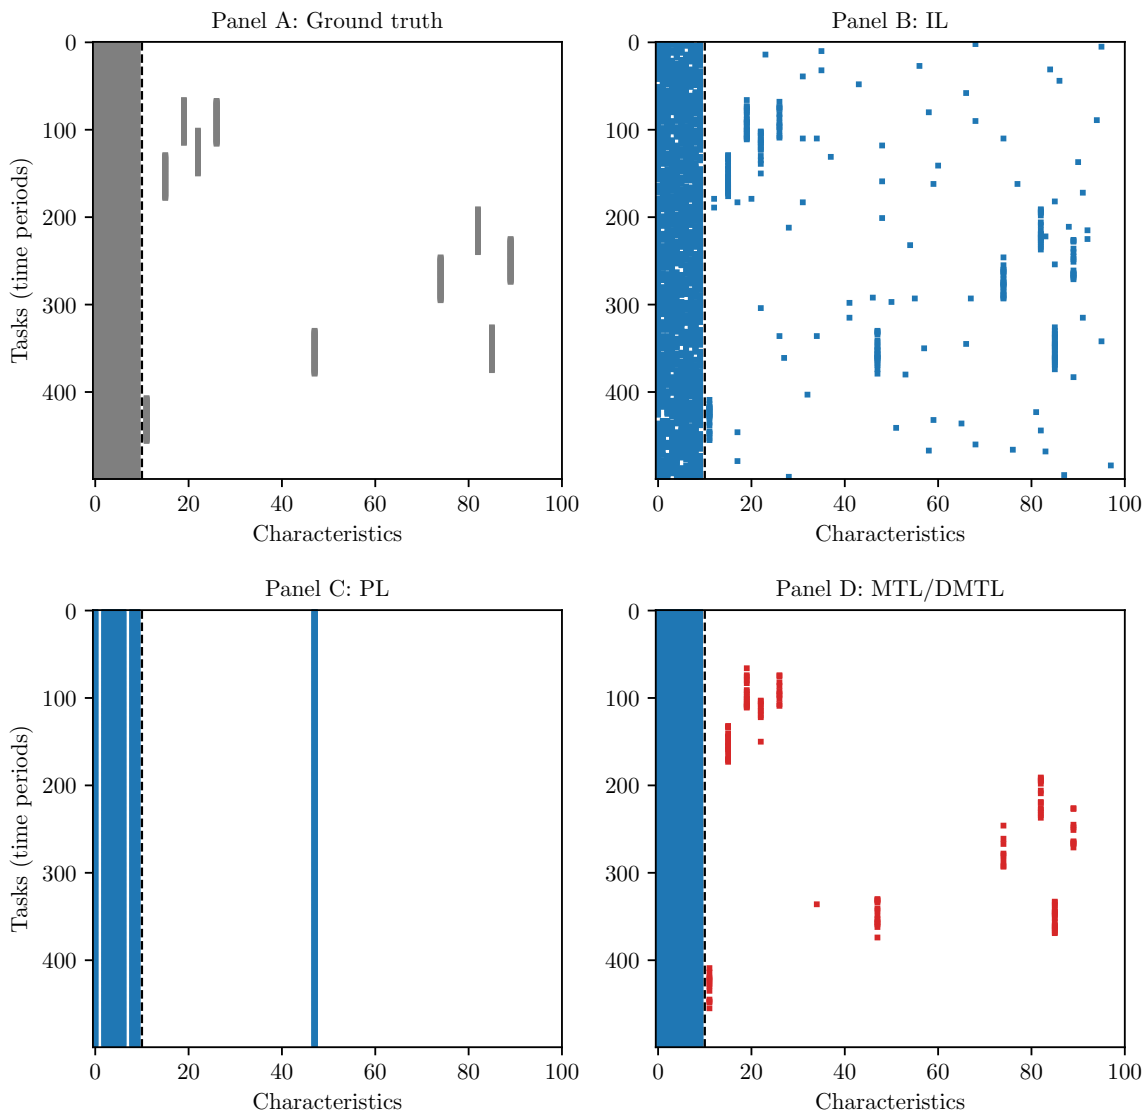 Panel A: Ground truth
0
100
200
300
400
Tasks (time periods)
0 20 40 60 80 100
Characteristics
Panel B: IL
0
100
200
300
400
0 20 40 60 80 100
Characteristics
Panel C: PL
0
100
200
300
400
Tasks (time periods)
0 20 40 60 80 100
Characteristics
Panel D: MTL/DMTL
0
100
200
300
400
0 20 40 60 80 100
Characteristics